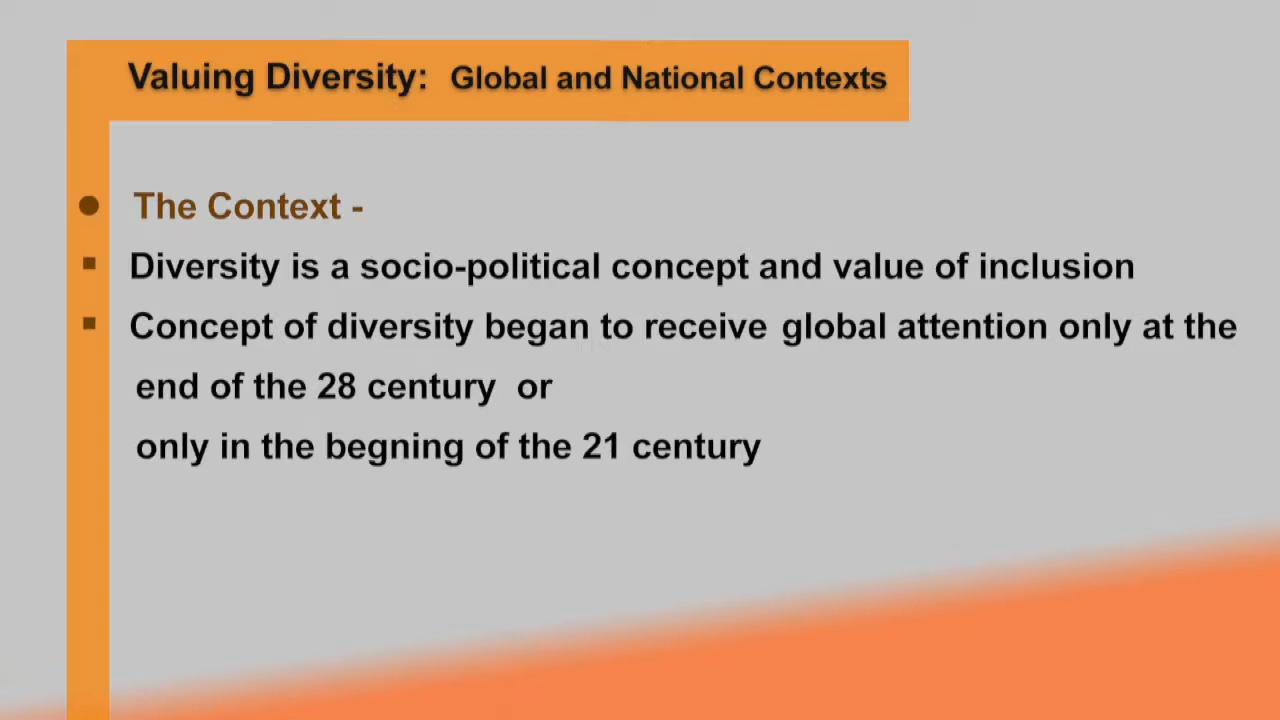 Valuing Diversity: Global and National Contexts
The Context -
Diversity is a socio-political concept and value of inclusion
Concept of diversity began to receive global attention only at the
end of the 28 century or
only in the begning of the 21 century